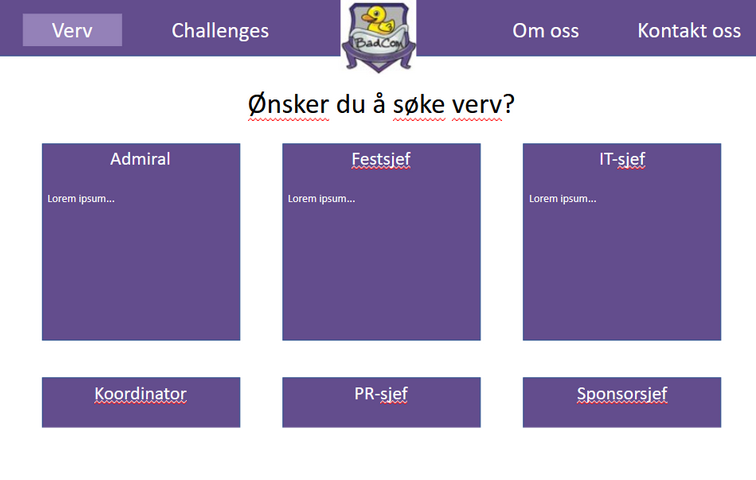 Verv
Challenges
BadCom
Om oss
Kontakt oss
Ønsker du å søke verv?
Admiral
Festsjef
IT-sjef
Lorem ipsum...
Lorem ipsum...
Lorem ipsum...
Koordinator
PR-sjef
Sponsorsjef